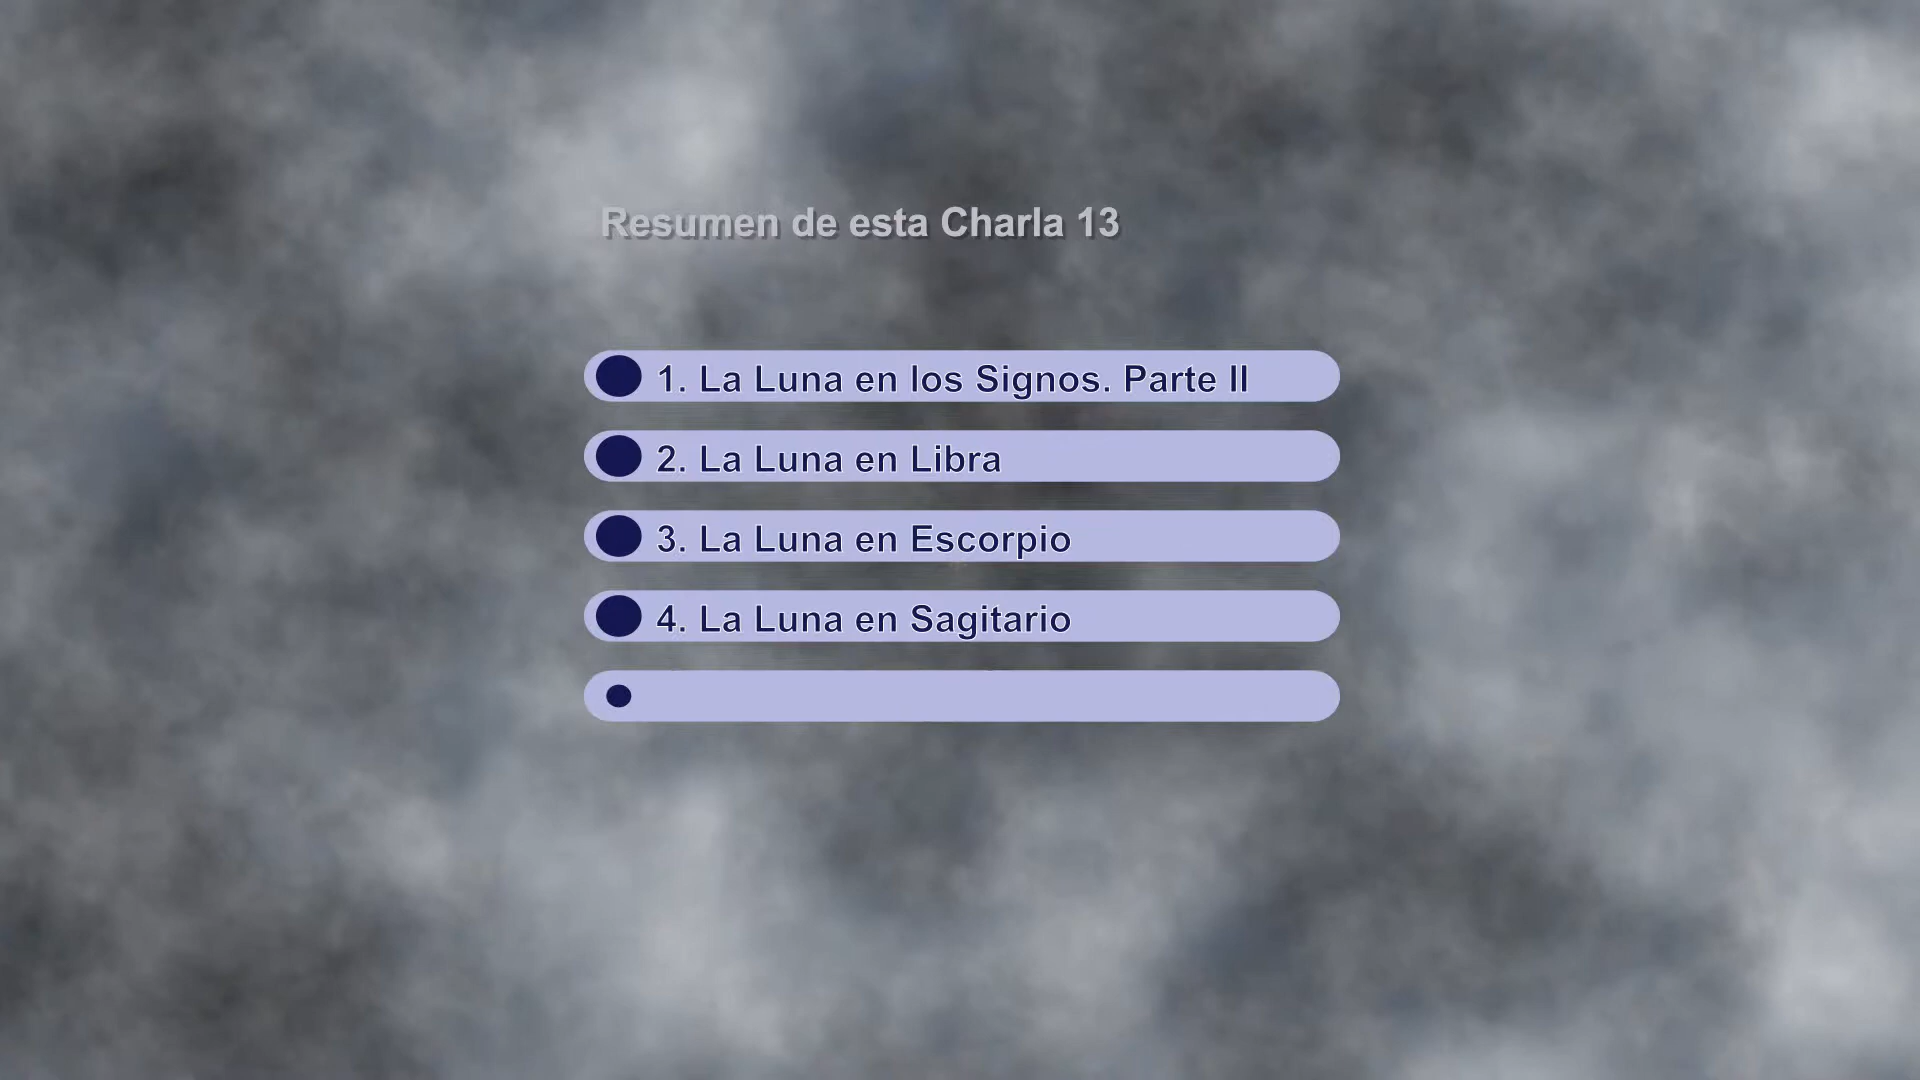 Resumen de esta Charla 13
1. La Luna en los Signos. Parte II
2. La Luna en Libra
3. La Luna en Escorpio
4. La Luna en Sagitario